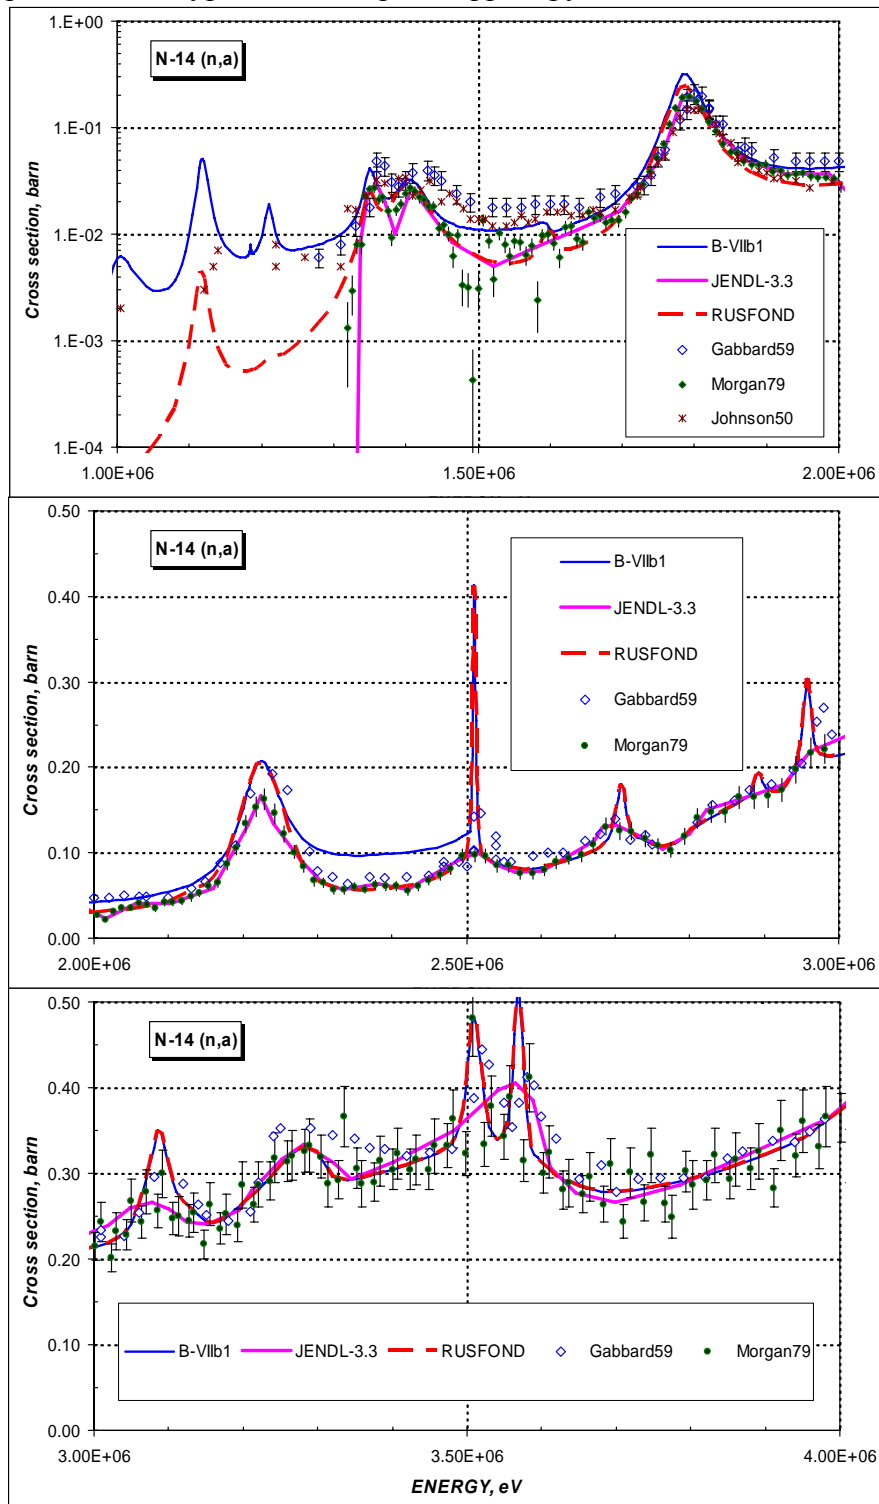 1.E+00
N-14 (n,a)
1.E-01
Cross section, barn
1.E-02
B-VIIb1
JENDL-3.3
RUSFOND
1.E-03
Gabbard59
Morgan79
Johnson50
1.E-04
1.00E+06
1.50E+06
2.00E+06
0.50
N-14 (n,a)
B-VIIb1
0.40
JENDL-3.3
Cross section, barn
RUSFOND
0.30
Gabbard59
Morgan79
0.20
0.10
0.00
2.00E+06
2.50E+06
3.00E+06
0.50
N-14 (n,a)
0.40
Cross section, barn
0.30
0.20
0.10
B-VIIb1
JENDL-3.3
RUSFOND
Gabbard59
Morgan79
0.00
3.00E+06
3.50E+06
4.00E+06
ENERGY, eV